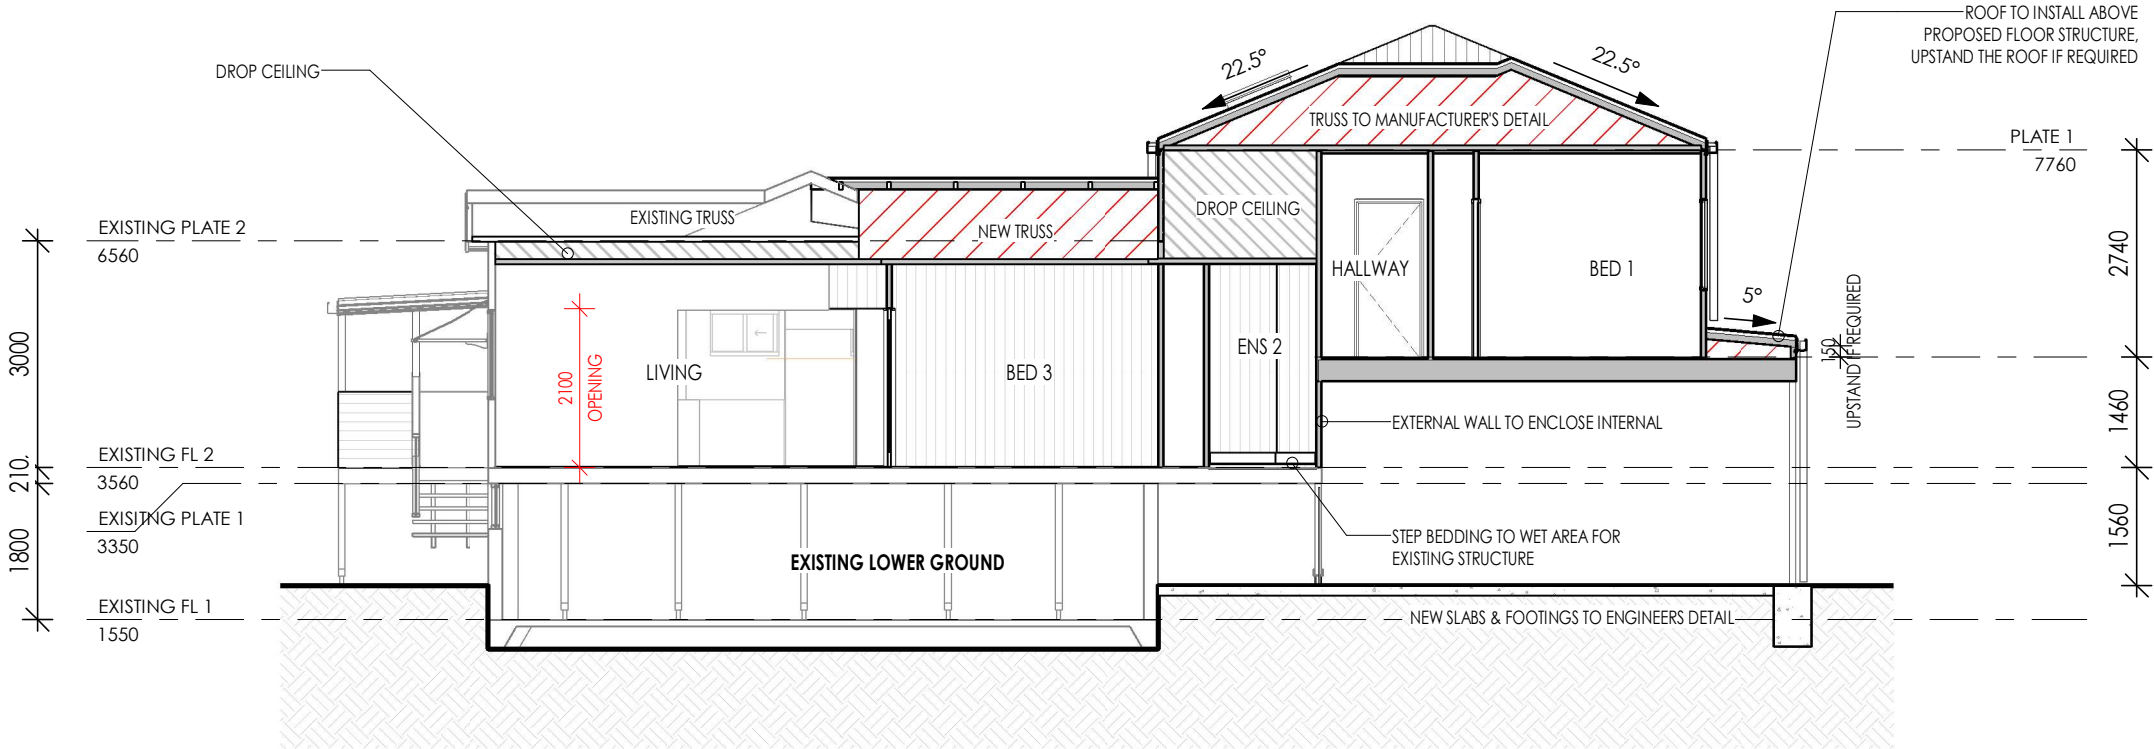 ROOF TO INSTALL ABOVE
PROPOSED FLOOR STRUCTURE,
UPSTAND THE ROOF IF REQUIRED
DROP CEILING
22.5°
22.5°
TRUSS TO MANUFACTURER'S DETAIL
PLATE 1
7760
EXISTING PLATE 2
6560
EXISTING TRUSS
NEW TRUSS
DROP CEILING
HALLWAY
BED 1
2740
5°
150
UPSTAND IF REQUIRED
3000
2100
OPENING
LIVING
BED 3
ENS 2
1460
EXTERNAL WALL TO ENCLOSE INTERNAL
EXISTING FL 2
3560
210.
EXISITNG PLATE 1
3350
1800
STEP BEDDING TO WET AREA FOR
EXISTING STRUCTURE
1560
EXISTING LOWER GROUND
EXISTING FL 1
1550
NEW SLABS & FOOTINGS TO ENGINEERS DETAIL